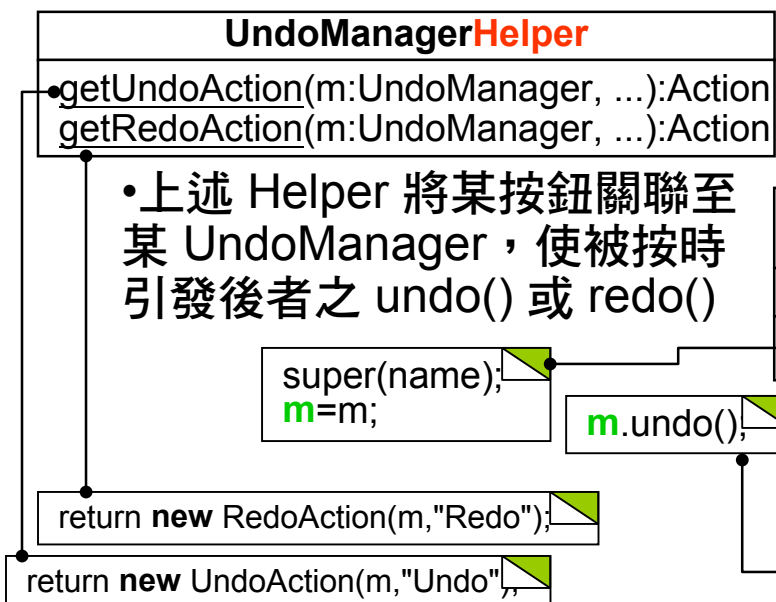 UndoManagerHelper
getUndoAction(m:UndoManager, ...):Action
getRedoAction(m:UndoManager, ...):Action
•上述 Helper 將某按鈕關聯至
某 UndoManager，使被按時
引發後者之 undo() 或 redo()
super(name);
m=m;
m.undo();
return new RedoAction(m,"Redo");
return new UndoAction(m,"Undo");